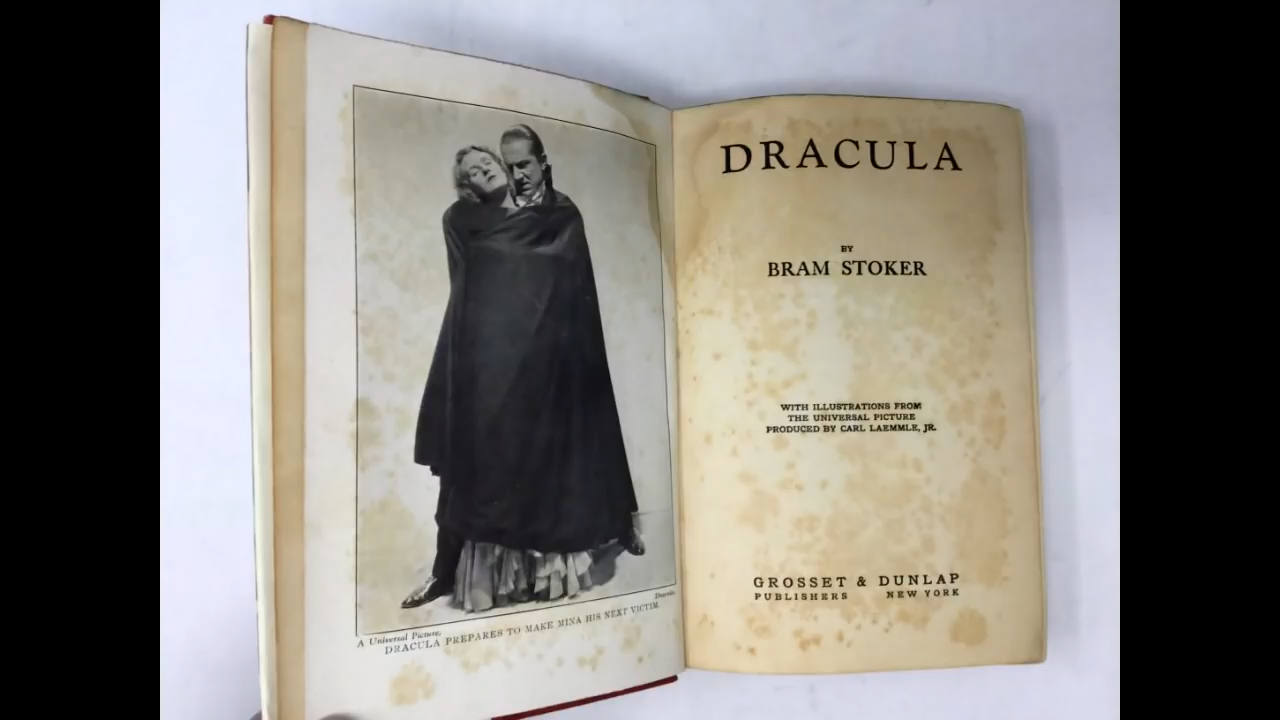 A Universal Picture. Dracula.
DRACULA PREPARES TO MAKE MINA HIS NEXT VICTIM
DRACULA
BY
BRAM STOKER
WITH ILLUSTRATIONS FROM
THE UNIVERSAL PICTURE
PRODUCED BY CARL LAEMMLE, JR.
GROSSET & DUNLAP
PUBLISHERS NEW YORK